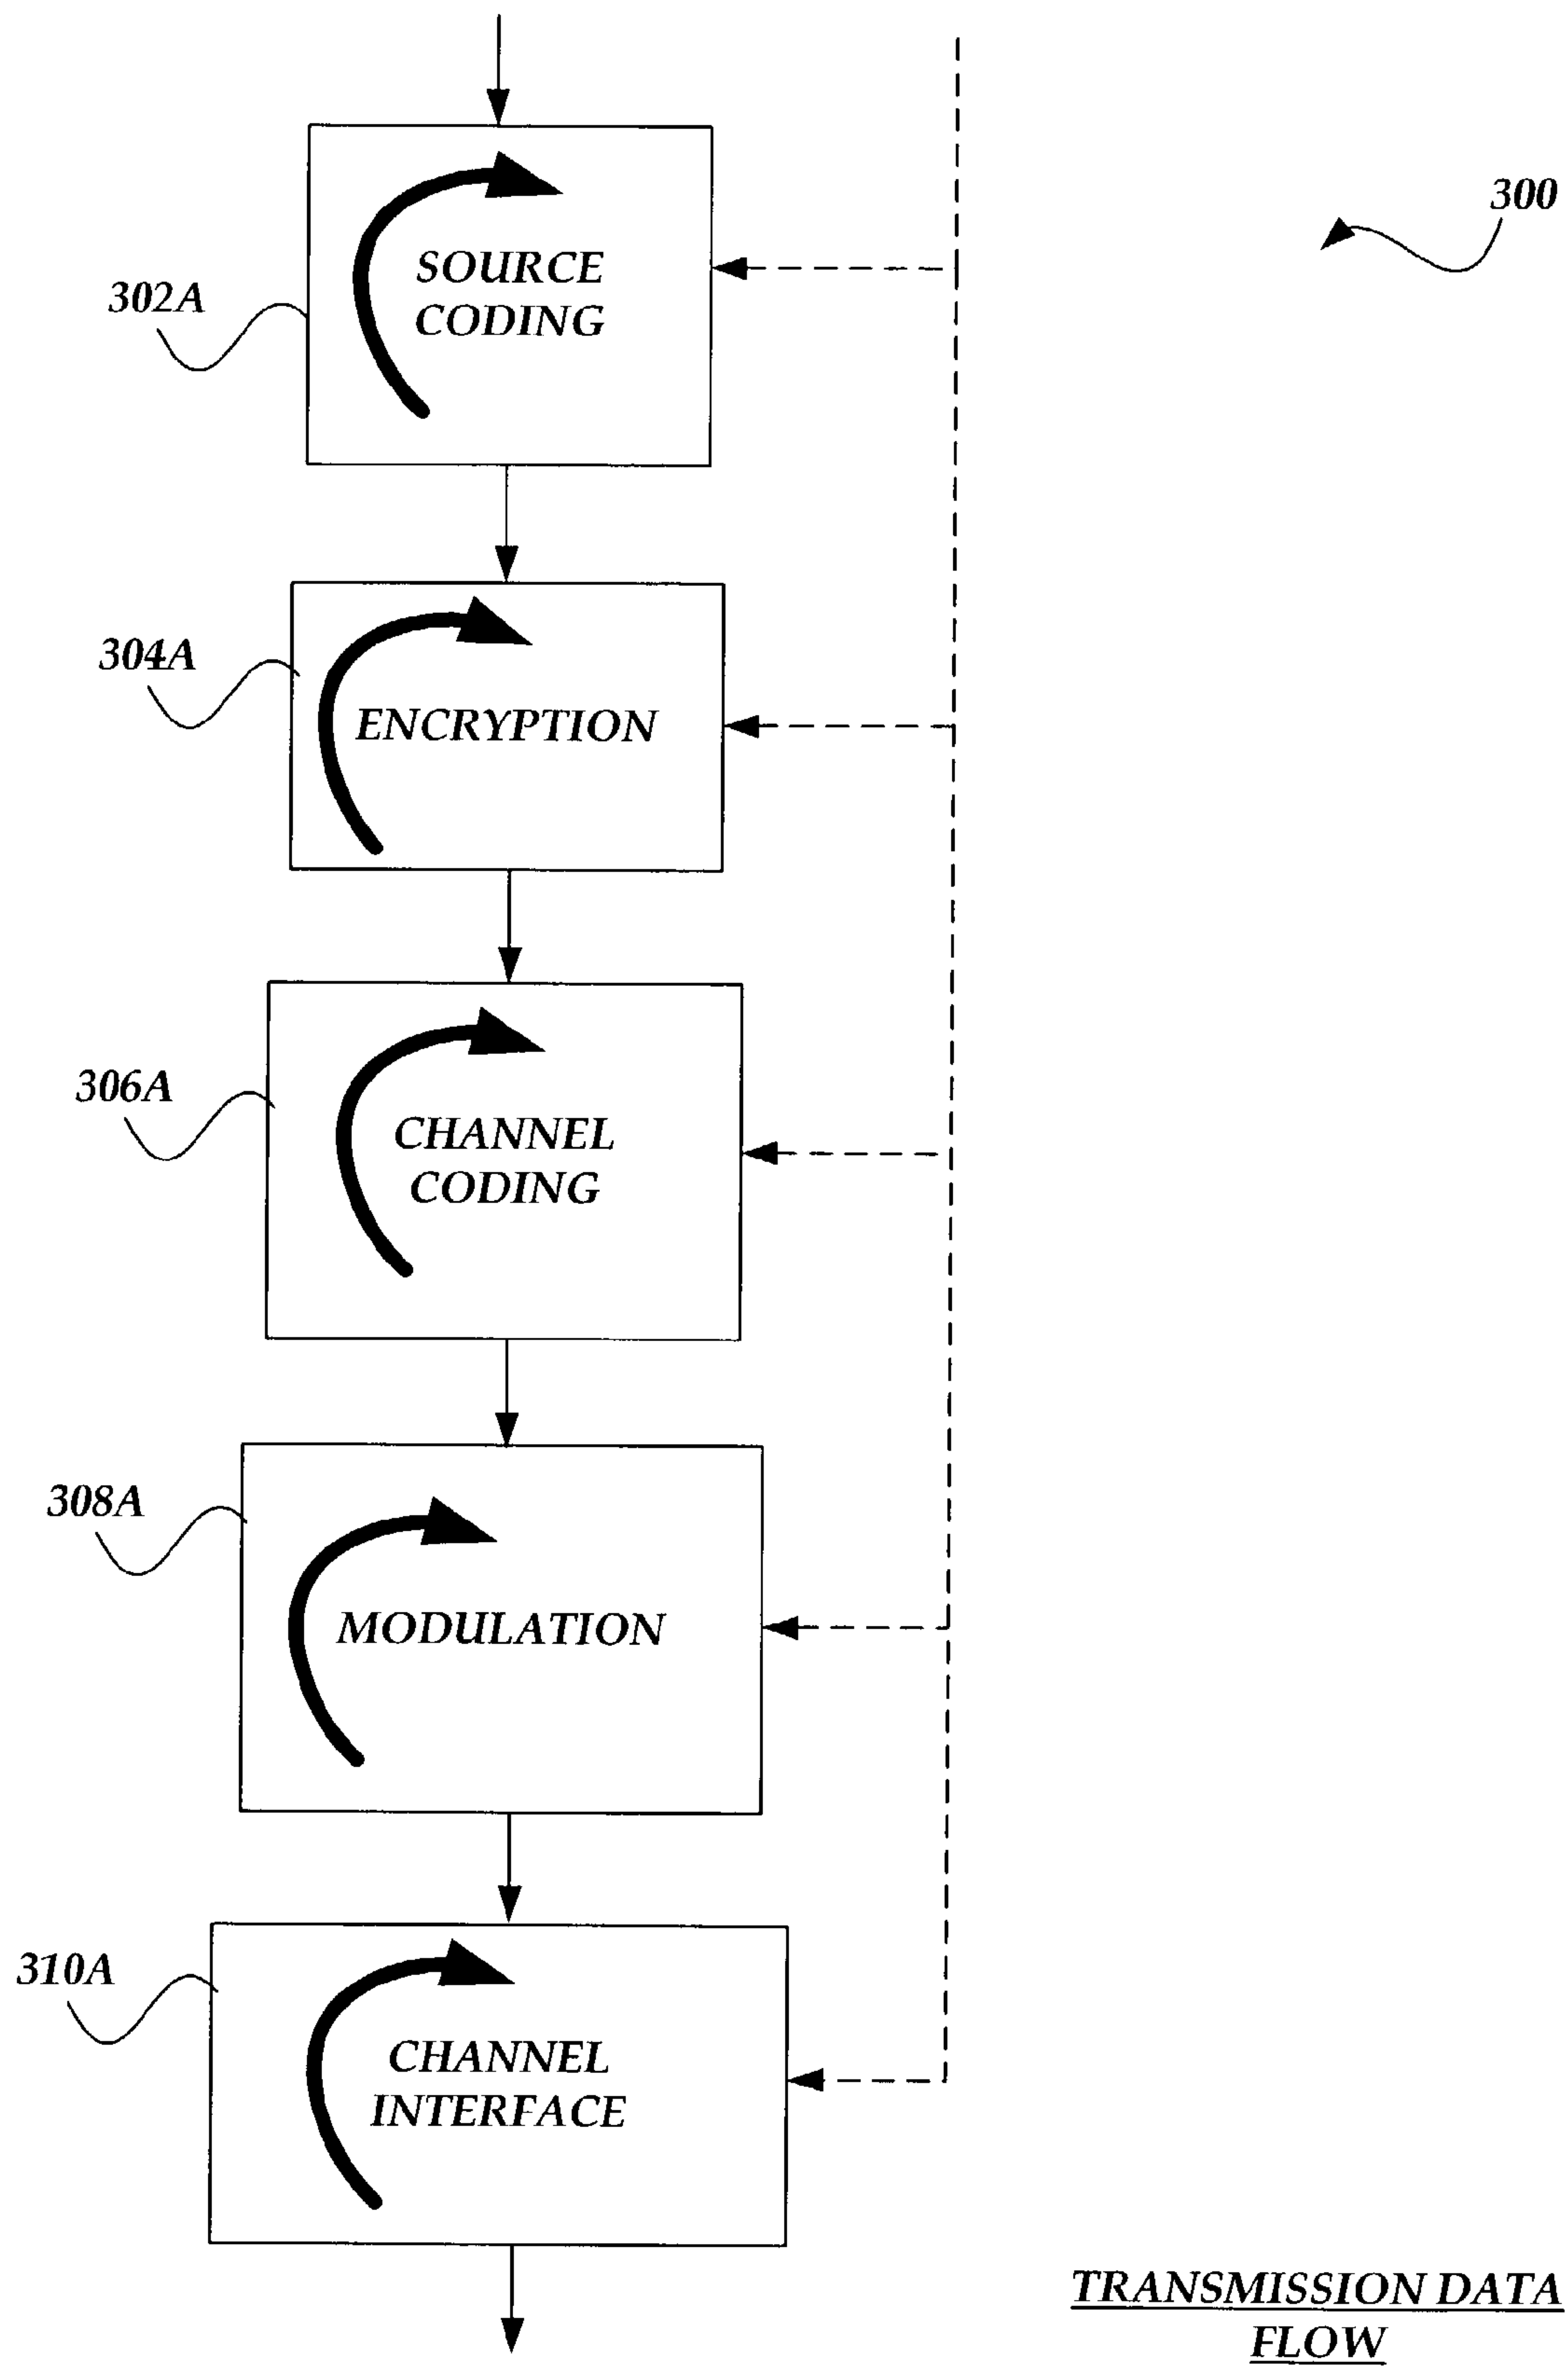 300
302A
SOURCE
CODING
304A
ENCRYPTION
306A
CHANNEL
CODING
308A
MODULATION
310A
CHANNEL
INTERFACE
TRANSMISSION DATA
FLOW